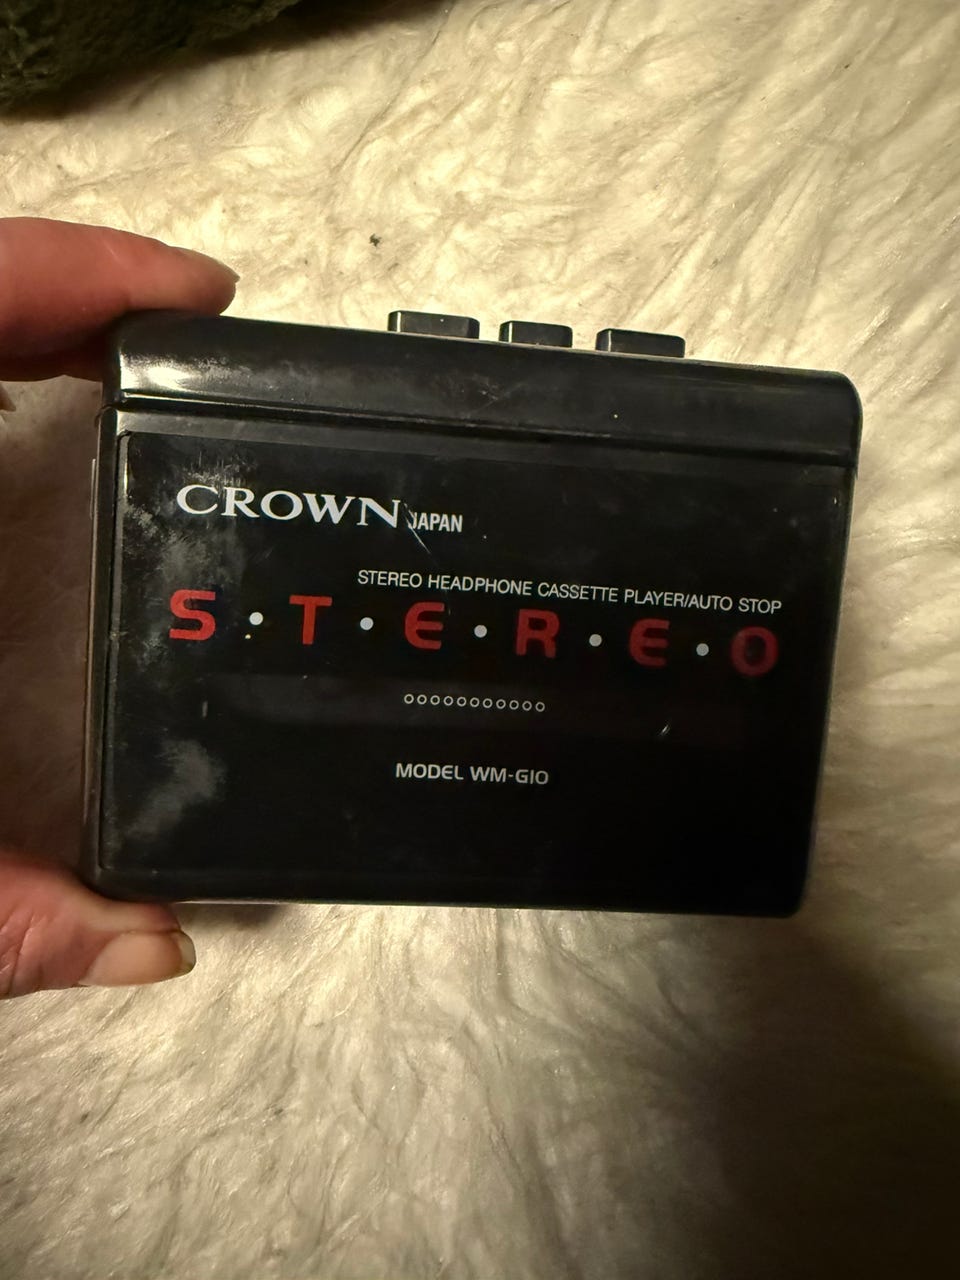 CROWN JAPAN
STEREO HEADPHONE CASSETTE PLAYER/AUTO STOP
S·T·E·R·E·O
MODEL WM-G10